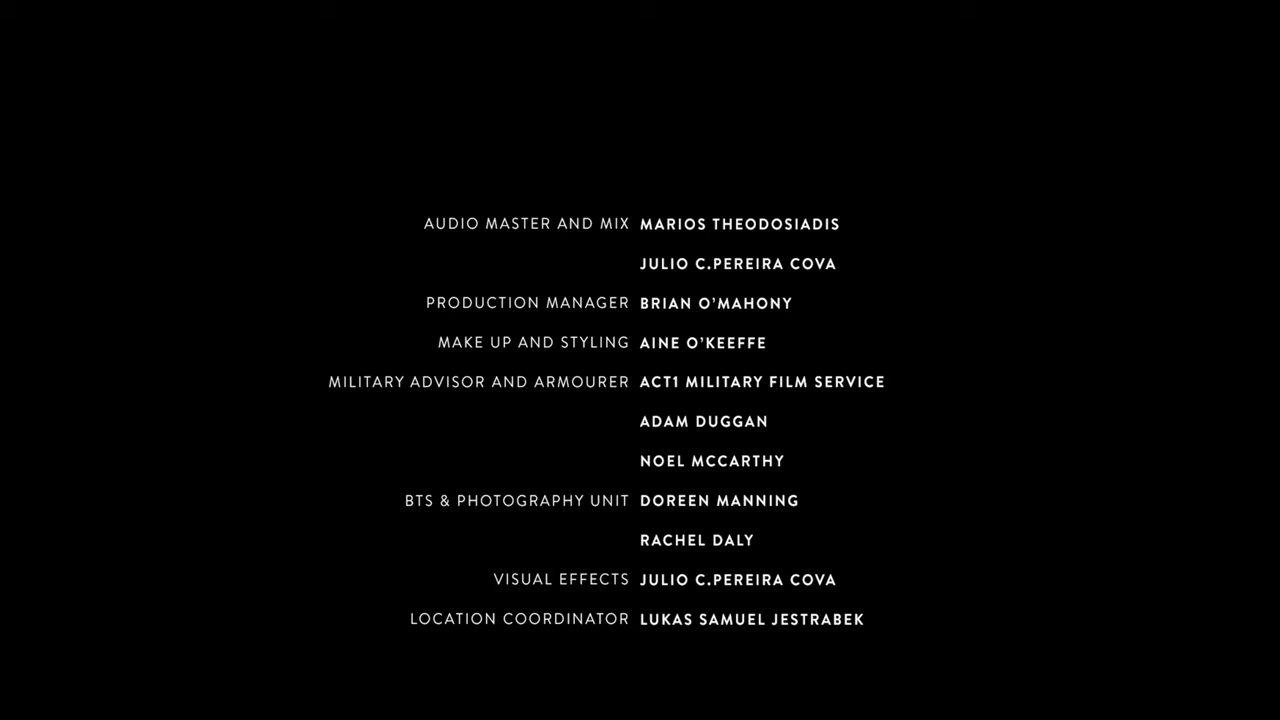 AUDIO MASTER AND MIX MARIOS THEODOSIADIS
JULIO C.PEREIRA COVA
PRODUCTION MANAGER BRIAN O'MAHONY
MAKE UP AND STYLING AINE O'KEEFFE
MILITARY ADVISOR AND ARMOURER ACT1 MILITARY FILM SERVICE
ADAM DUGGAN
NOEL MCCARTHY
BTS & PHOTOGRAPHY UNIT DOREEN MANNING
RACHEL DALY
VISUAL EFFECTS JULIO C.PEREIRA COVA
LOCATION COORDINATOR LUKAS SAMUEL JESTRABEK